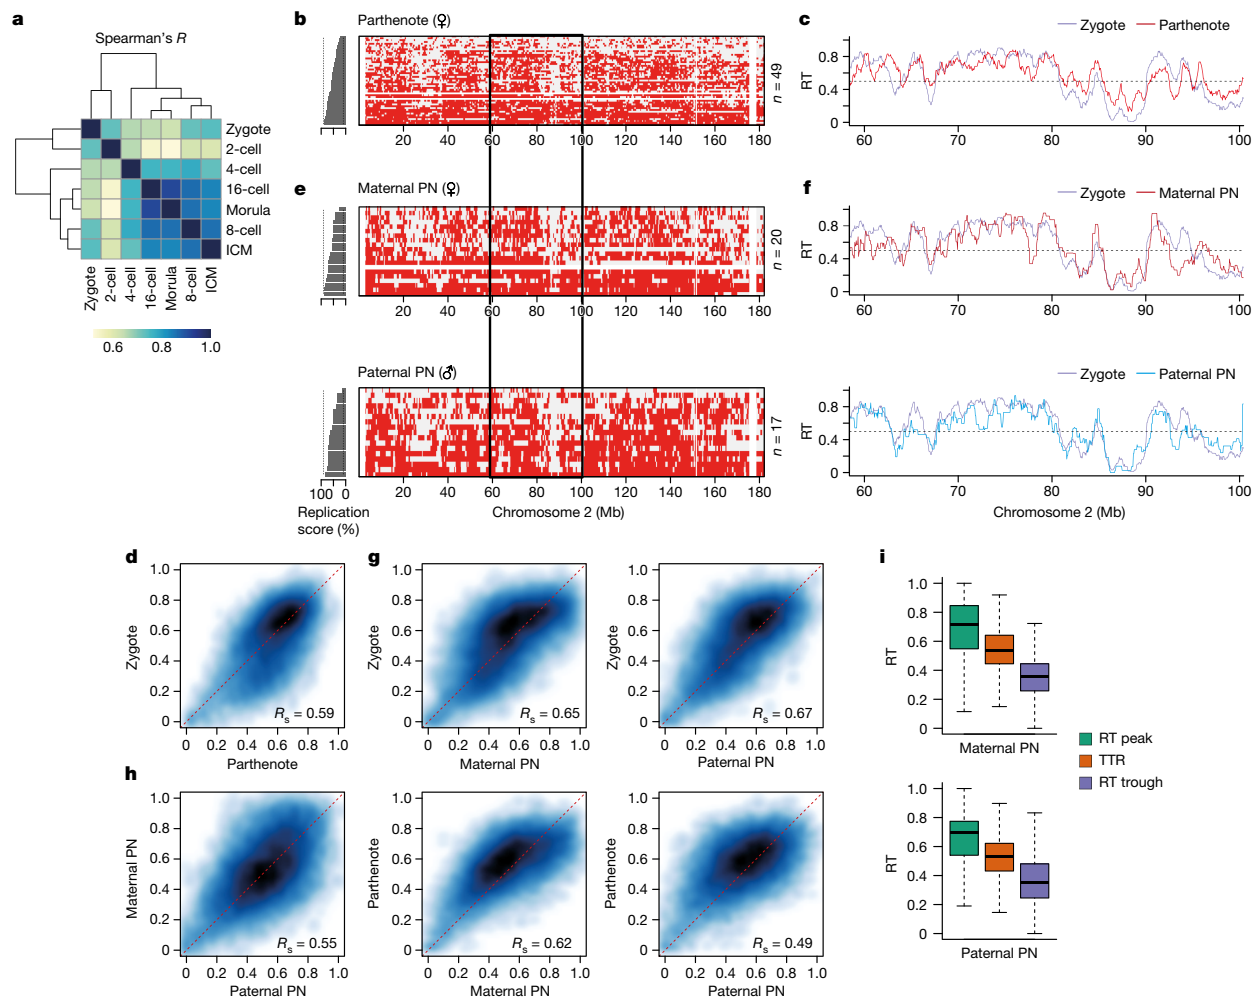 a
Spearman's R
Zygote
2-cell
4-cell
16-cell
Morula
8-cell
ICM
Zygote
2-cell
4-cell
16-cell
Morula
8-cell
ICM
0.6 0.8 1.0
b
Parthenote (♀)
n = 49
20 40 60 80 100 120 140 160 180
c
Zygote Parthenote
RT
0.8
0.4
0
60 70 80 90 100
e
Maternal PN (♀)
n = 20
20 40 60 80 100 120 140 160 180
f
Zygote Maternal PN
RT
0.8
0.4
0
60 70 80 90 100
Paternal PN (♂)
n = 17
100 0
Replication
score (%)
20 40 60 80 100 120 140 160 180
Chromosome 2 (Mb)
Zygote Paternal PN
RT
0.8
0.4
0
60 70 80 90 100
Chromosome 2 (Mb)
d
Zygote
1.0
0.8
0.6
0.4
0.2
0
Rs = 0.59
0 0.2 0.4 0.6 0.8 1.0
Parthenote
g
Zygote
1.0
0.8
0.6
0.4
0.2
0
Rs = 0.65
0 0.2 0.4 0.6 0.8 1.0
Maternal PN
Zygote
1.0
0.8
0.6
0.4
0.2
0
Rs = 0.67
0 0.2 0.4 0.6 0.8 1.0
Paternal PN
h
Maternal PN
1.0
0.8
0.6
0.4
0.2
0
Rs = 0.55
0 0.2 0.4 0.6 0.8 1.0
Paternal PN
Parthenote
1.0
0.8
0.6
0.4
0.2
0
Rs = 0.62
0 0.2 0.4 0.6 0.8 1.0
Maternal PN
Parthenote
1.0
0.8
0.6
0.4
0.2
0
Rs = 0.49
0 0.2 0.4 0.6 0.8 1.0
Paternal PN
i
RT
1.0
0.8
0.6
0.4
0.2
0
Maternal PN
RT
1.0
0.8
0.6
0.4
0.2
0
Paternal PN
RT peak
TTR
RT trough